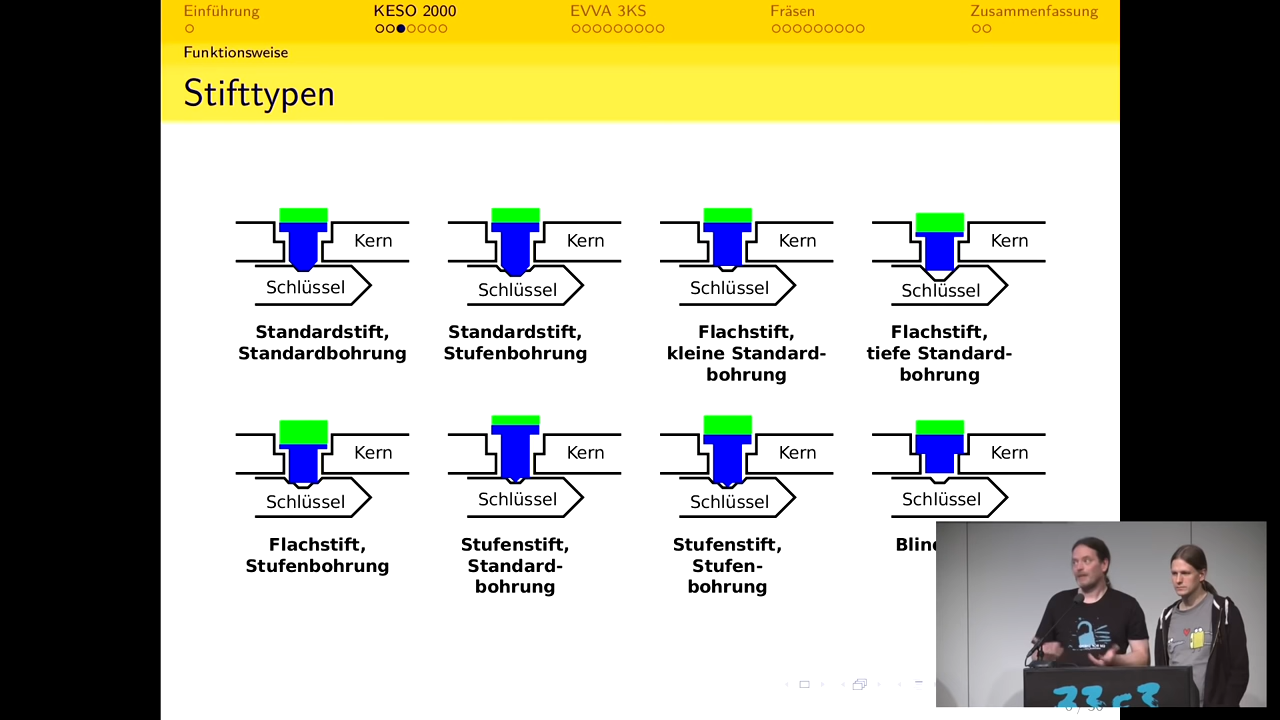 Einführung KESO 2000 EVVA 3KS Fräsen Zusammenfassung
Funktionsweise
Stifttypen
Kern Kern Kern Kern
Schlüssel Schlüssel Schlüssel Schlüssel
Standardstift, Standardstift, Flachstift, Flachstift,
Standardbohrung Stufenbohrung kleine Standard- tiefe Standard-
bohrung bohrung
Kern Kern Kern Kern
Schlüssel Schlüssel Schlüssel Schlüssel
Flachstift, Stufenstift, Stufenstift,
Stufenbohrung Standard- Stufen-
bohrung bohrung
33c3